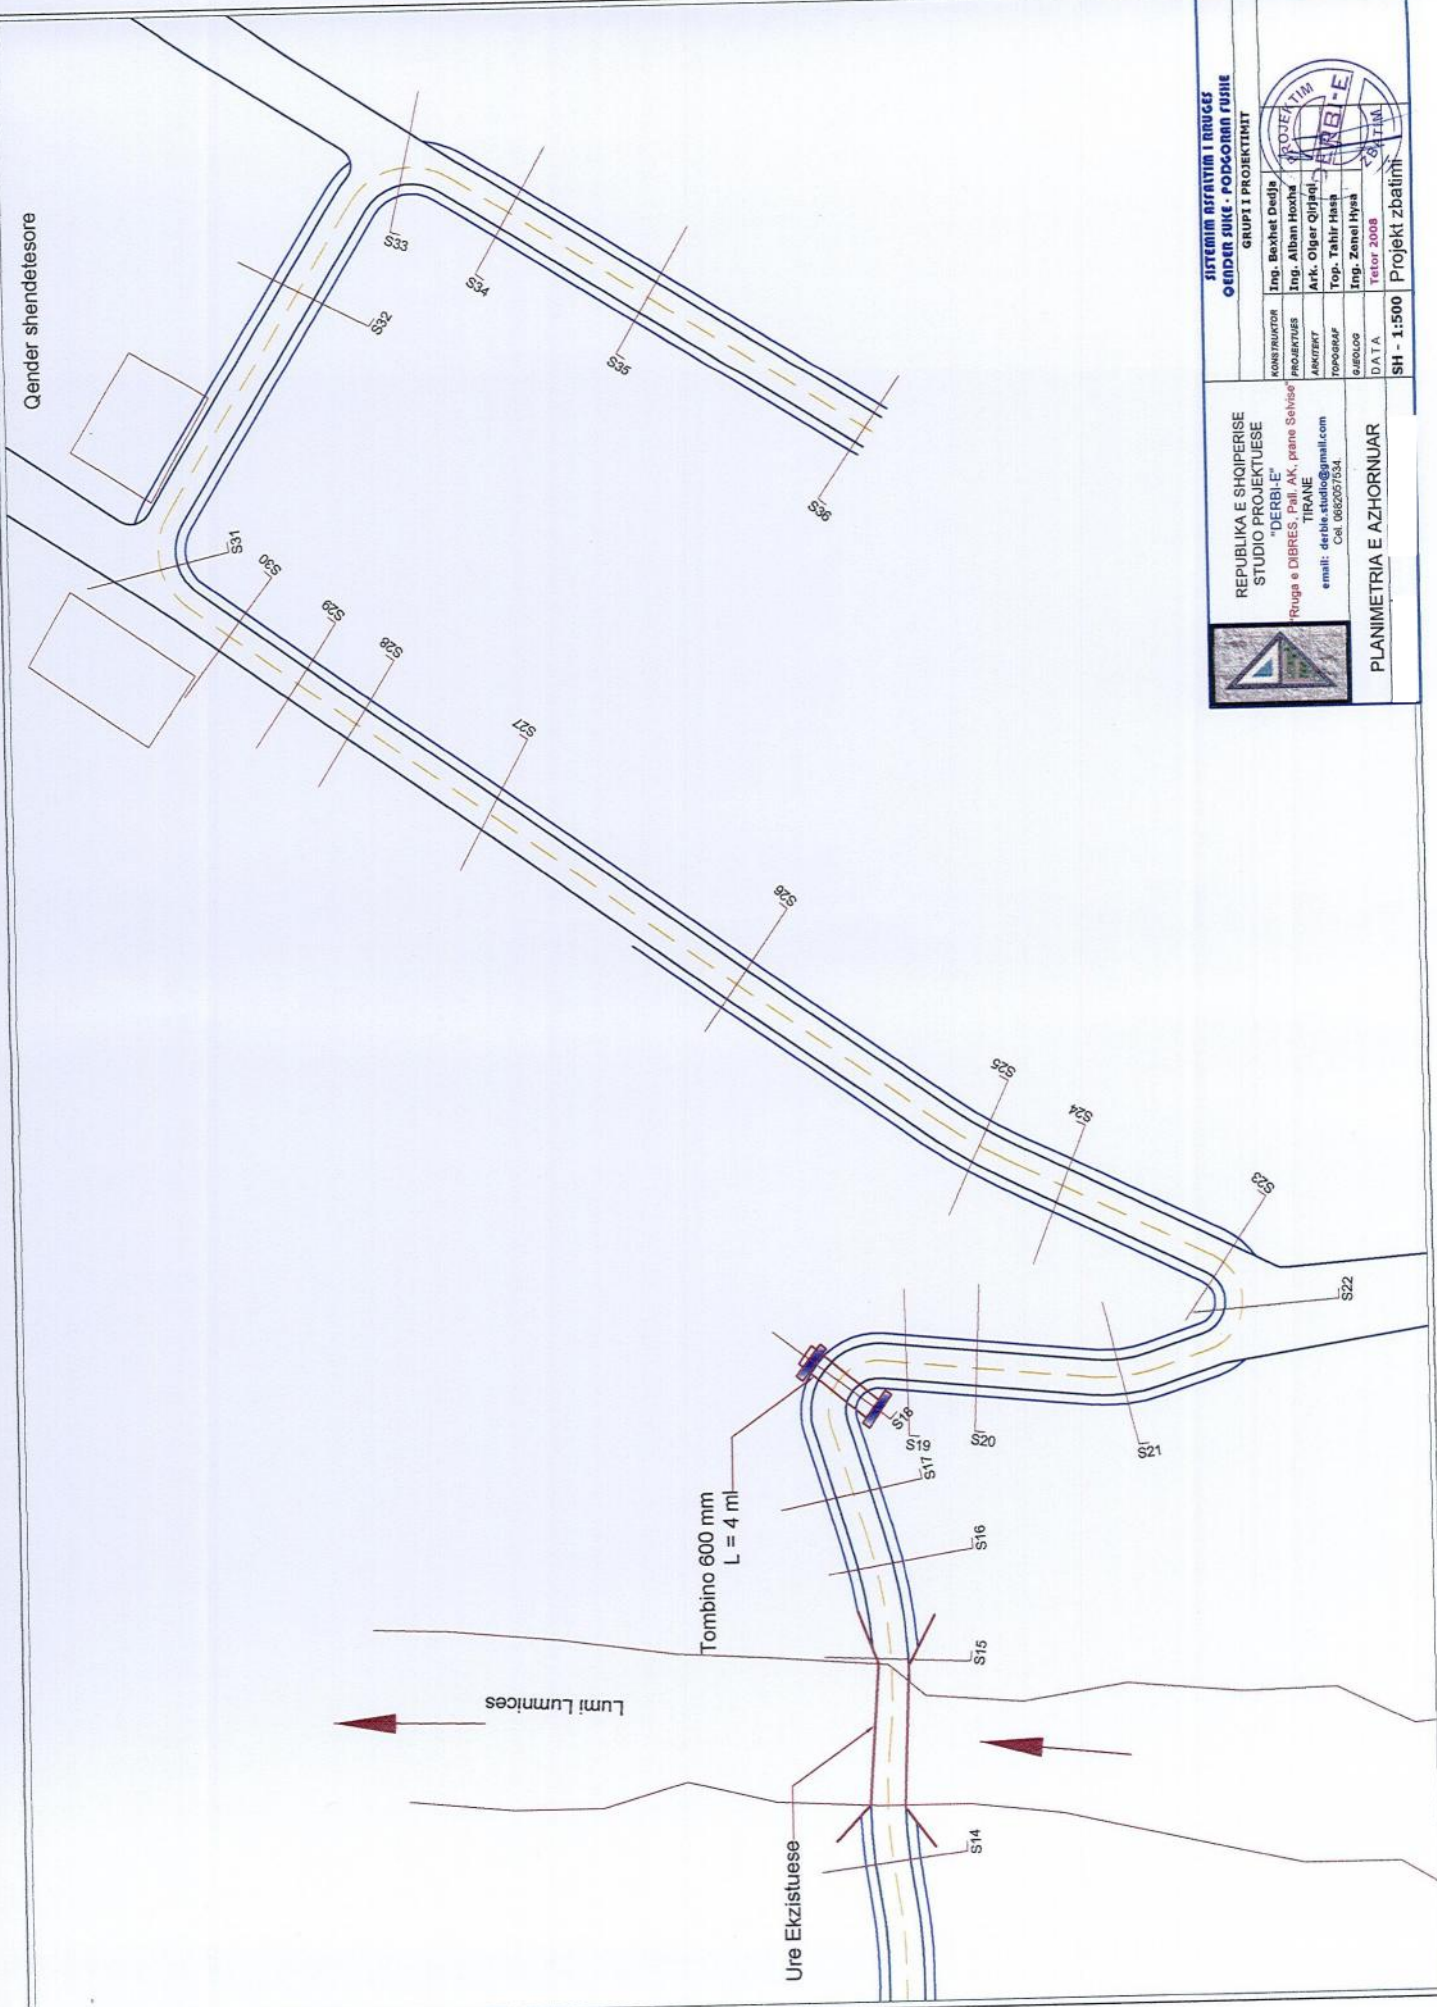 Qender shendetesore
S33
S34
S32
S35
S36
S31
S30
S29
S28
S27
S26
S25
S24
S23
S22
S18
S19
S20
S21
S17
S16
S15
S14
Tombino 600 mm
L = 4 ml
Lumi Lumnices
Ure Ekzistuese
REPUBLIKA E SHQIPERISE
STUDIO PROJEKTUESE
"DERBI-E"
"Rruga e DIBRES, Pall. AK, prane Selvise"
TIRANE
email: derbie.studio@gmail.com
Cel. 0682057534.
PLANIMETRIA E AZHORNUAR
SISTEMIM ASFALTIM I RRUGES
QENDER SUKE - PODGORAN FUSHE
GRUPI I PROJEKTIMIT
KONSTRUKTOR Ing. Bexhet Dedja
PROJEKTUES Ing. Alban Hoxha
ARKITEKT Ark. Olger Qirjaqi
TOPOGRAF Top. Tahir Hasa
GJEOLOG Ing. Zenel Hysa
DATA Tetor 2008
SH - 1:500 Projekt zbatimi
PROJEKTIM
DERBI-E
ZBATIM